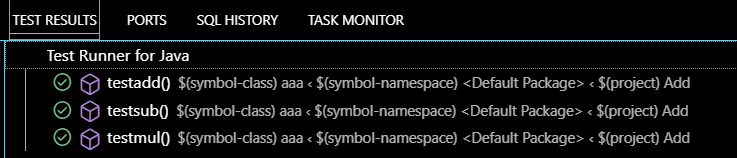 TEST RESULTS PORTS SQL HISTORY TASK MONITOR
Test Runner for Java
testadd() $(symbol-class) aaa ‹ $(symbol-namespace) <Default Package> ‹ $(project) Add
testsub() $(symbol-class) aaa ‹ $(symbol-namespace) <Default Package> ‹ $(project) Add
testmul() $(symbol-class) aaa ‹ $(symbol-namespace) <Default Package> ‹ $(project) Add